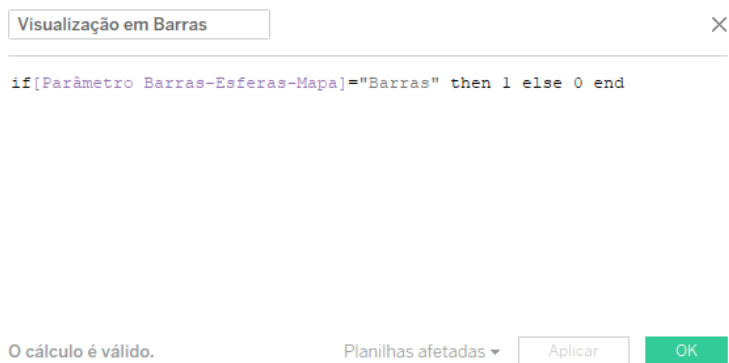 Visualização em Barras
if[Parâmetro Barras-Esferas-Mapa]="Barras" then 1 else 0 end
O cálculo é válido. Planilhas afetadas Aplicar OK